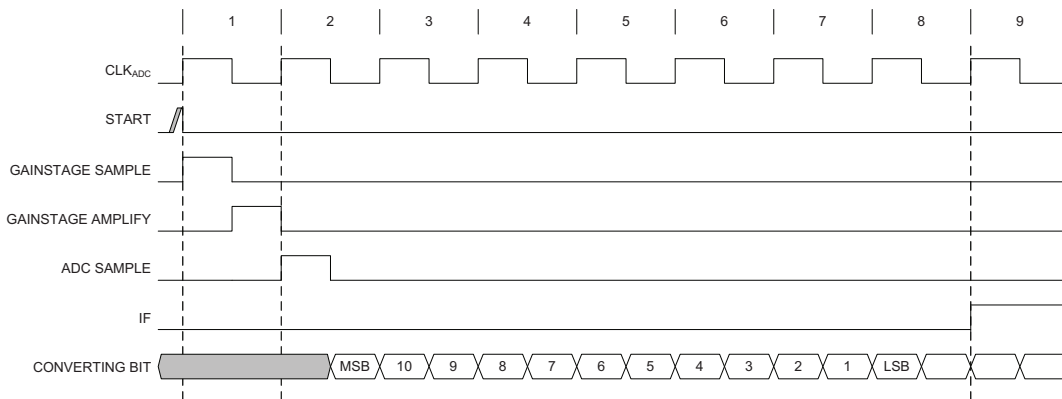 1 2 3 4 5 6 7 8 9
CLKADC
START
GAINSTAGE SAMPLE
GAINSTAGE AMPLIFY
ADC SAMPLE
IF
CONVERTING BIT MSB 10 9 8 7 6 5 4 3 2 1 LSB